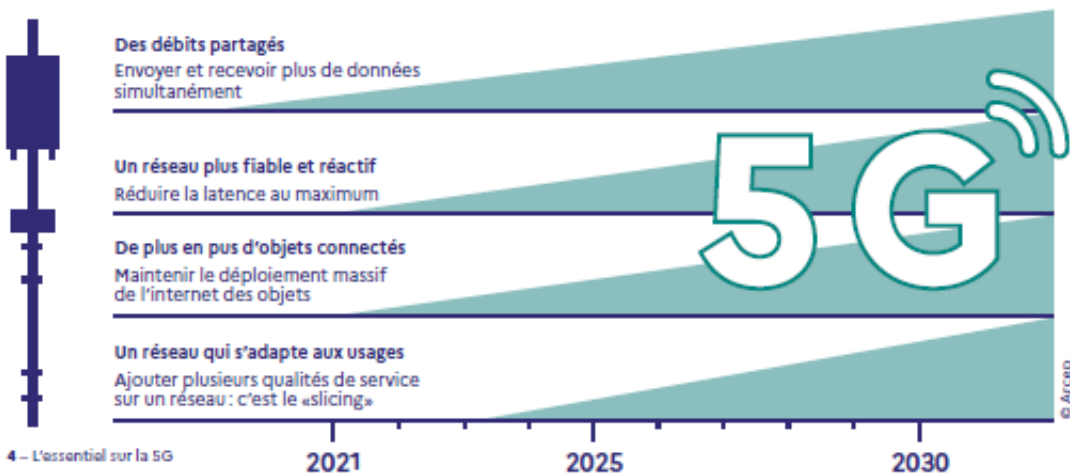 Des débits partagés
Envoyer et recevoir plus de données
simultanément
Un réseau plus fiable et réactif
Réduire la latence au maximum
De plus en pus d'objets connectés
Maintenir le déploiement massif
de l'internet des objets
Un réseau qui s'adapte aux usages
Ajouter plusieurs qualités de service
sur un réseau : c'est le «slicing»
5G
© Arcep
4 – L'essentiel sur la 5G
2021
2025
2030